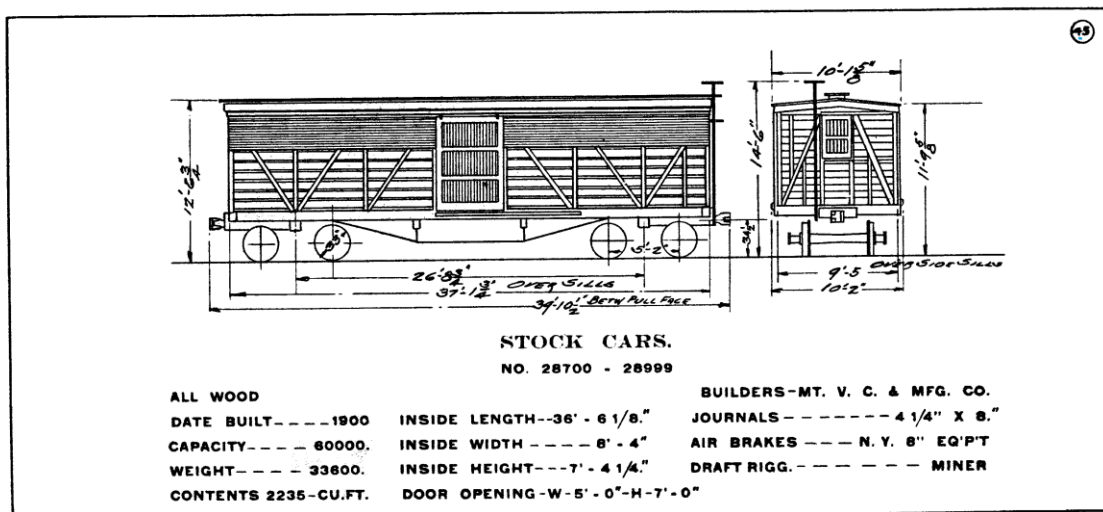 45
10'-1 5/8"
12'-6 3/4"
14'-6"
11'-9 5/8"
34 1/2"
33"
5'-2"
26'-8 3/4"
9'-5 OVER SIDE SILLS
37'-1 3/4" OVER SILLS
10'-2"
39'-10 1/2" BETW PULL FACE
STOCK CARS.
NO. 28700 - 28999
ALL WOOD
BUILDERS-MT. V. C. & MFG. CO.
DATE BUILT----1900 INSIDE LENGTH--36' - 6 1/8." JOURNALS-------- 4 1/4" X 8."
CAPACITY---- 60000. INSIDE WIDTH ---- 8' - 4" AIR BRAKES --- N. Y. 8" EQ'P'T
WEIGHT---- 33600. INSIDE HEIGHT---7' - 4 1/4." DRAFT RIGG.------ MINER
CONTENTS 2235-CU.FT. DOOR OPENING-W-5' - 0"-H-7'-0"